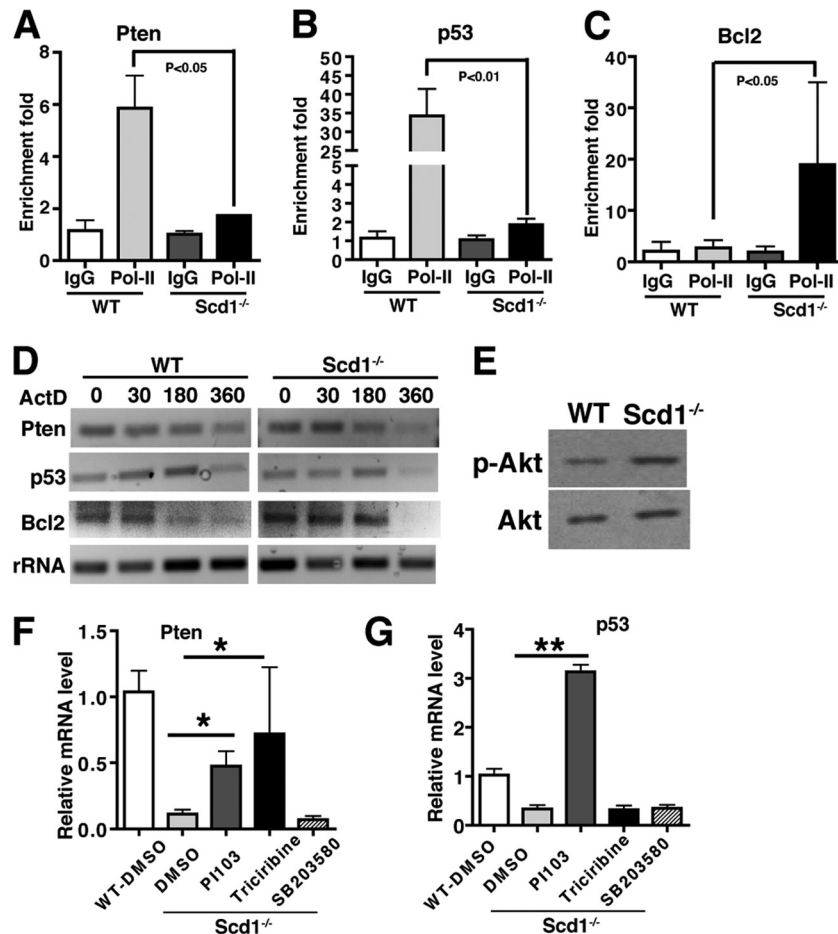 A
Pten
Enrichment fold
8
6
4
2
0
P<0.05
IgG Pol-II IgG Pol-II
WT Scd1-/-
B
p53
Enrichment fold
50
45
40
35
30
25
20
15
5
4
3
2
1
0
P<0.01
IgG Pol-II IgG Pol-II
WT Scd1-/-
C
Bcl2
Enrichment fold
40
30
20
10
0
P<0.05
IgG Pol-II IgG Pol-II
WT Scd1-/-
D
WT Scd1-/-
ActD 0 30 180 360 0 30 180 360
Pten
p53
Bcl2
rRNA
E
WT Scd1-/-
p-Akt
Akt
F
Pten
Relative mRNA level
1.5
1.0
0.5
0.0
*
*
WT-DMSO
DMSO
PI103
Triciribine
SB203580
Scd1-/-
G
p53
Relative mRNA level
4
3
2
1
0
**
WT-DMSO
DMSO
PI103
Triciribine
SB203580
Scd1-/-